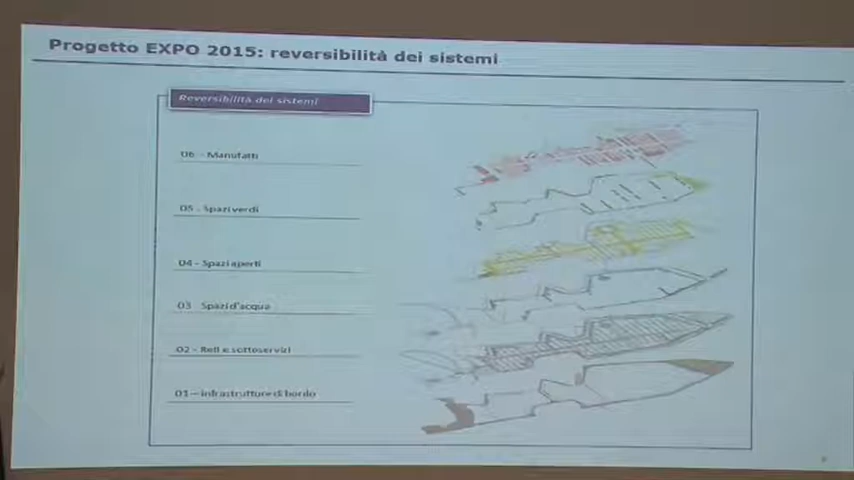 Progetto EXPO 2015: reversibilità dei sistemi
Reversibilità dei sistemi
06 - Manufatti
05 - Spazi verdi
04 - Spazi aperti
03 Spazi d'acqua
02 - Reti e sottoservizi
01 – Infrastrutture di bordo